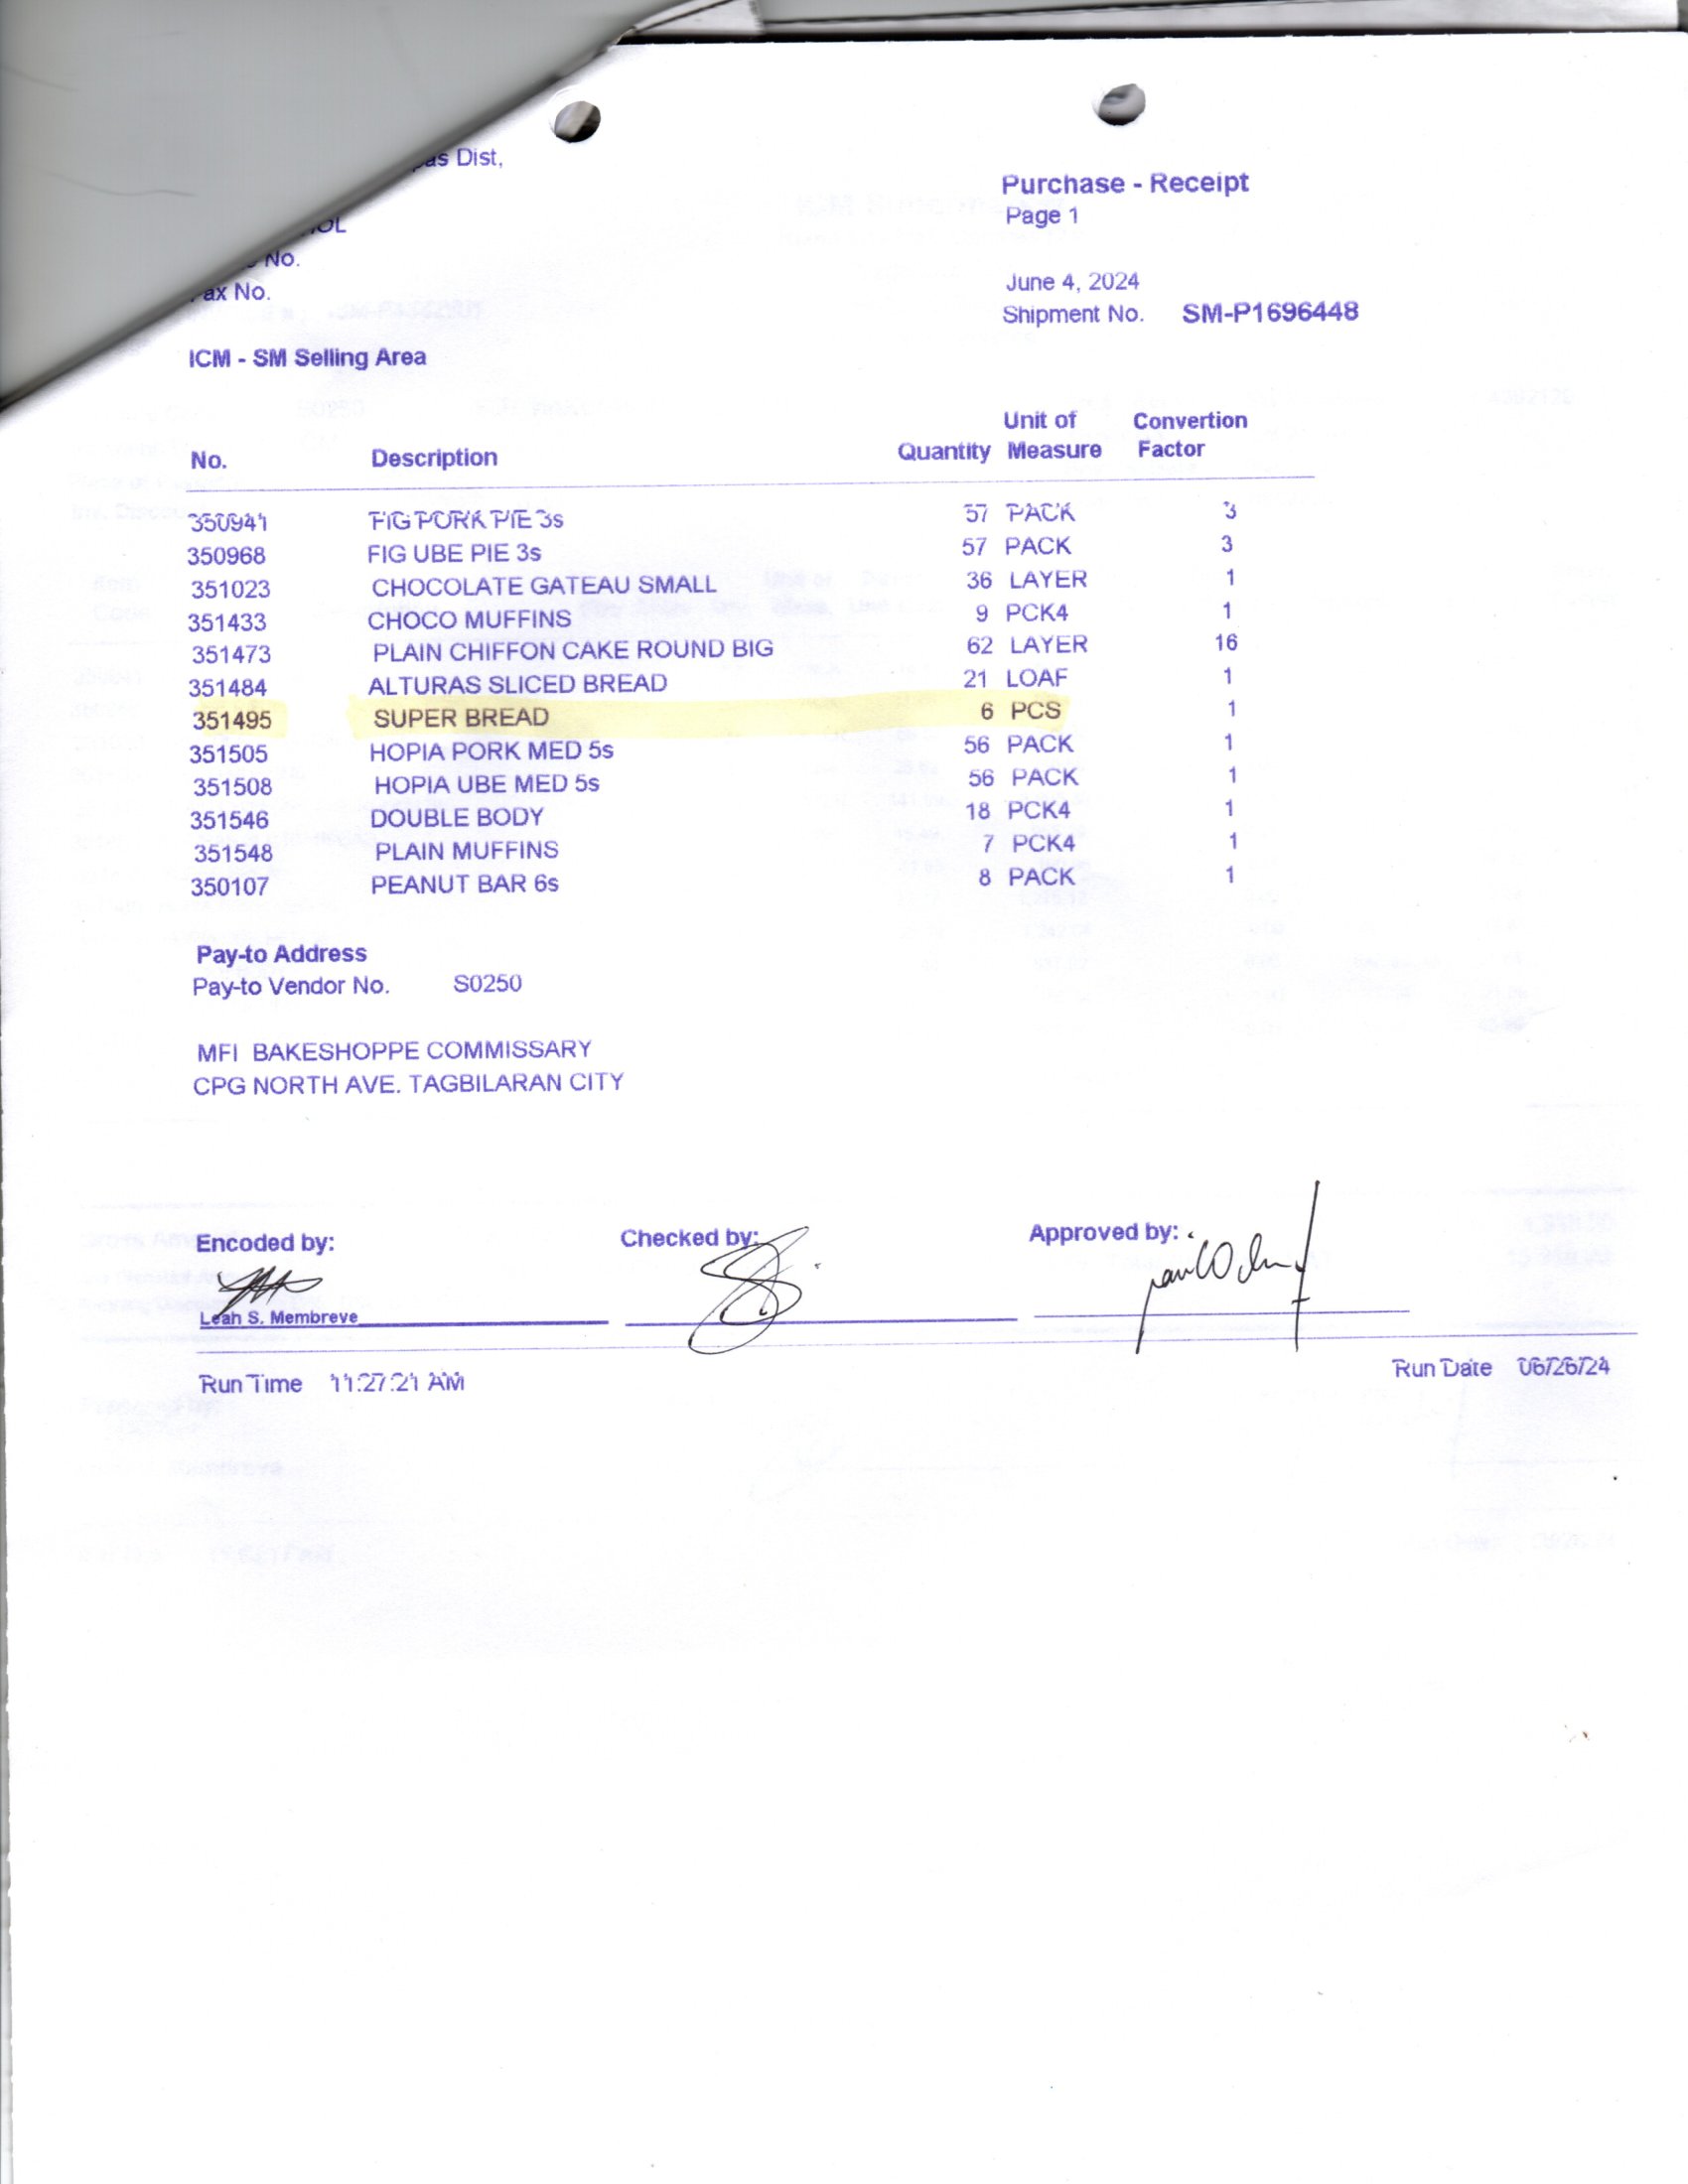 Dist,
No.
Fax No.
ICM - SM Selling Area
Purchase - Receipt
Page 1
June 4, 2024
Shipment No. SM-P1696448
No. Description Quantity Unit of Measure Convertion Factor
350941 FIG PORK PIE 3s 57 PACK 3
350968 FIG UBE PIE 3s 57 PACK 3
351023 CHOCOLATE GATEAU SMALL 36 LAYER 1
351433 CHOCO MUFFINS 9 PCK4 1
351473 PLAIN CHIFFON CAKE ROUND BIG 62 LAYER 16
351484 ALTURAS SLICED BREAD 21 LOAF 1
351495 SUPER BREAD 6 PCS 1
351505 HOPIA PORK MED 5s 56 PACK 1
351508 HOPIA UBE MED 5s 56 PACK 1
351546 DOUBLE BODY 18 PCK4 1
351548 PLAIN MUFFINS 7 PCK4 1
350107 PEANUT BAR 6s 8 PACK 1
Pay-to Address
Pay-to Vendor No. S0250
MFI BAKESHOPPE COMMISSARY
CPG NORTH AVE. TAGBILARAN CITY
Encoded by: Checked by: Approved by:
Leah S. Membreve
Run Time 11:27:21 AM Run Date 06/26/24